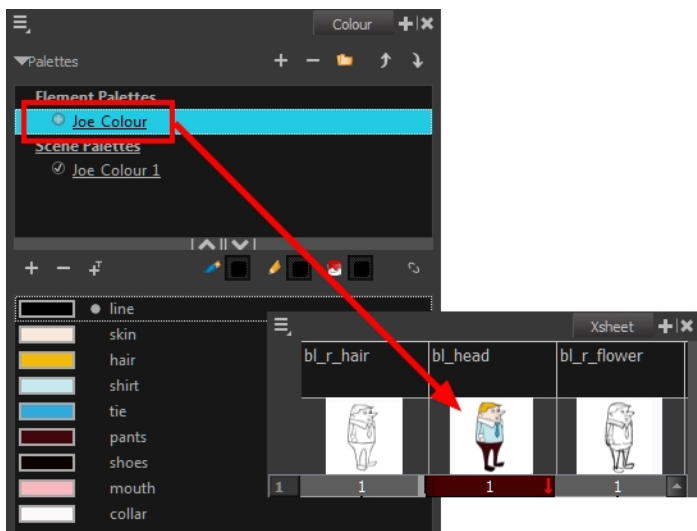 Colour
Palettes
Element Palettes
Joe Colour
Scene Palettes
Joe Colour 1
line
skin
hair
shirt
tie
pants
shoes
mouth
collar
Xsheet
bl_r_hair bl_head bl_r_flower
1 1 1 1